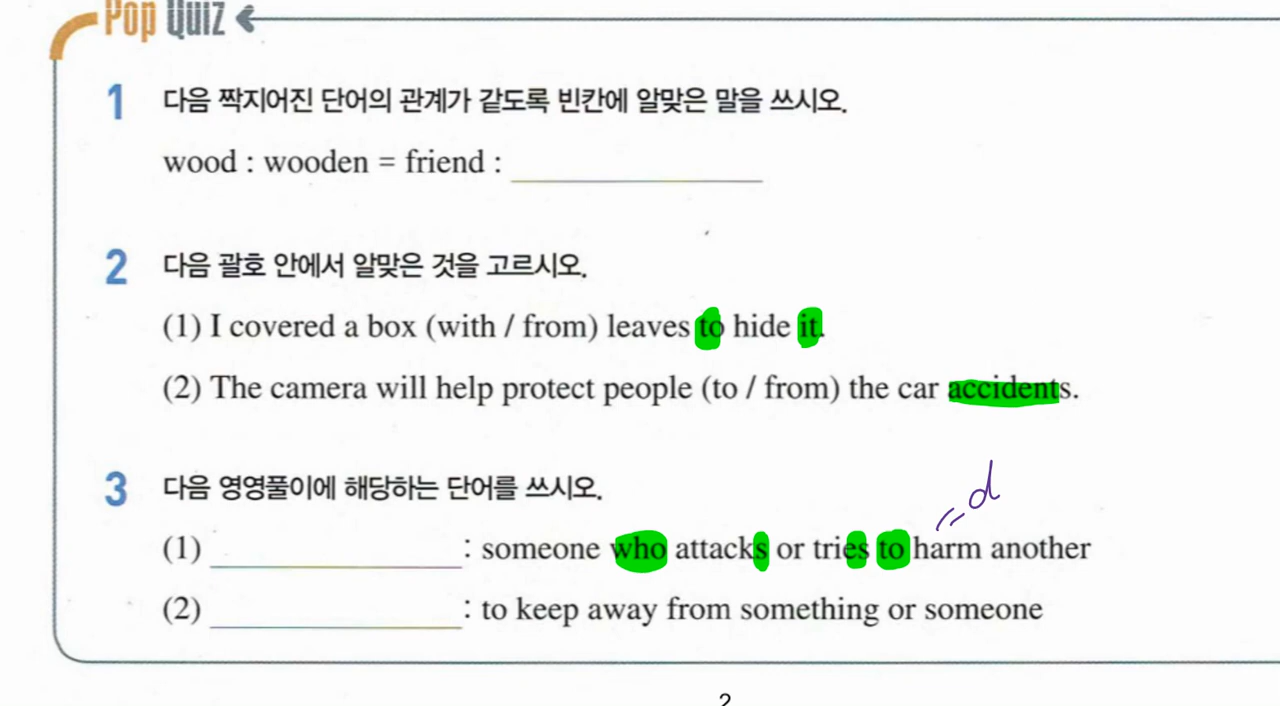 Pop Quiz
1 다음 짝지어진 단어의 관계가 같도록 빈칸에 알맞은 말을 쓰시오.
wood : wooden = friend :
2 다음 괄호 안에서 알맞은 것을 고르시오.
(1) I covered a box (with / from) leaves to hide it.
(2) The camera will help protect people (to / from) the car accidents.
3 다음 영영풀이에 해당하는 단어를 쓰시오.
(1) : someone who attacks or tries to harm another
(2) : to keep away from something or someone
2